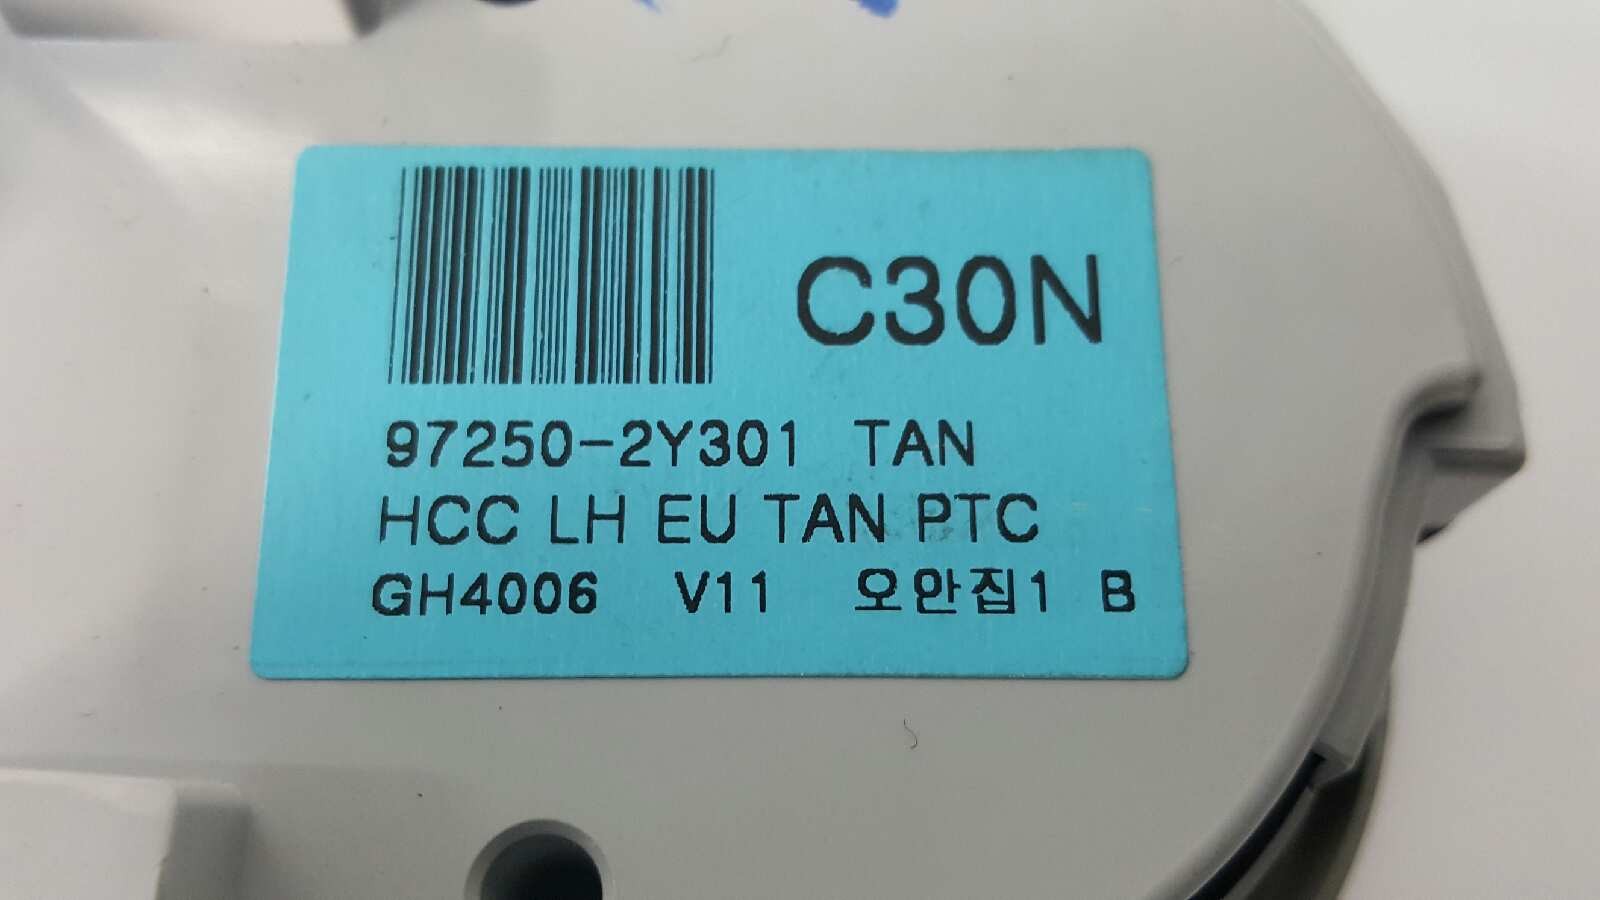 C30N
97250-2Y301 TAN
HCC LH EU TAN PTC
GH4006 V11 오안집1 B